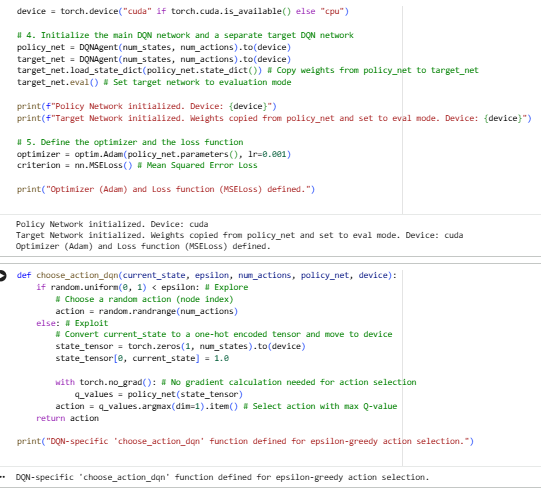 device = torch.device("cuda" if torch.cuda.is_available() else "cpu")
# 4. Initialize the main DQN network and a separate target DQN network
policy_net = DQNAgent(num_states, num_actions).to(device)
target_net = DQNAgent(num_states, num_actions).to(device)
target_net.load_state_dict(policy_net.state_dict()) # Copy weights from policy_net to target_net
target_net.eval() # Set target network to evaluation mode
print(f"Policy Network initialized. Device: {device}")
print(f"Target Network initialized. Weights copied from policy_net and set to eval mode. Device: {device}")
# 5. Define the optimizer and the loss function
optimizer = optim.Adam(policy_net.parameters(), lr=0.001)
criterion = nn.MSELoss() # Mean Squared Error Loss
print("Optimizer (Adam) and Loss function (MSELoss) defined.")
Policy Network initialized. Device: cuda
Target Network initialized. Weights copied from policy_net and set to eval mode. Device: cuda
Optimizer (Adam) and Loss function (MSELoss) defined.
def choose_action_dqn(current_state, epsilon, num_actions, policy_net, device):
    if random.uniform(0, 1) < epsilon: # Explore
        # Choose a random action (node index)
        action = random.randrange(num_actions)
    else: # Exploit
        # Convert current_state to a one-hot encoded tensor and move to device
        state_tensor = torch.zeros(1, num_states).to(device)
        state_tensor[0, current_state] = 1.0
        with torch.no_grad(): # No gradient calculation needed for action selection
            q_values = policy_net(state_tensor)
        action = q_values.argmax(dim=1).item() # Select action with max Q-value
    return action
print("DQN-specific 'choose_action_dqn' function defined for epsilon-greedy action selection.")
DQN-specific 'choose_action_dqn' function defined for epsilon-greedy action selection.